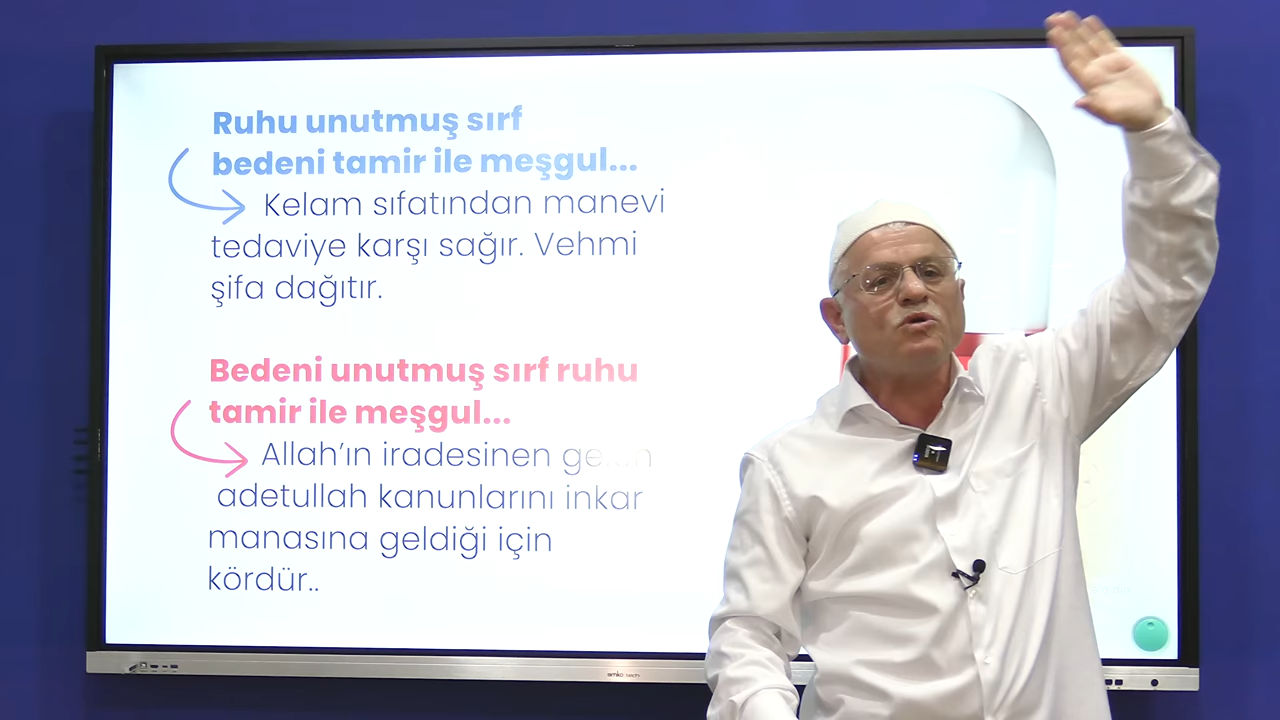 Ruhu unutmuş sırf
bedeni tamir ile meşgul...
Kelam sıfatından manevi
tedaviye karşı sağır. Vehmi
şifa dağıtır.
Bedeni unutmuş sırf ruhu
tamir ile meşgul...
Allah'ın iradesinen gelen
adetullah kanunlarını inkar
manasına geldiği için
kördür..